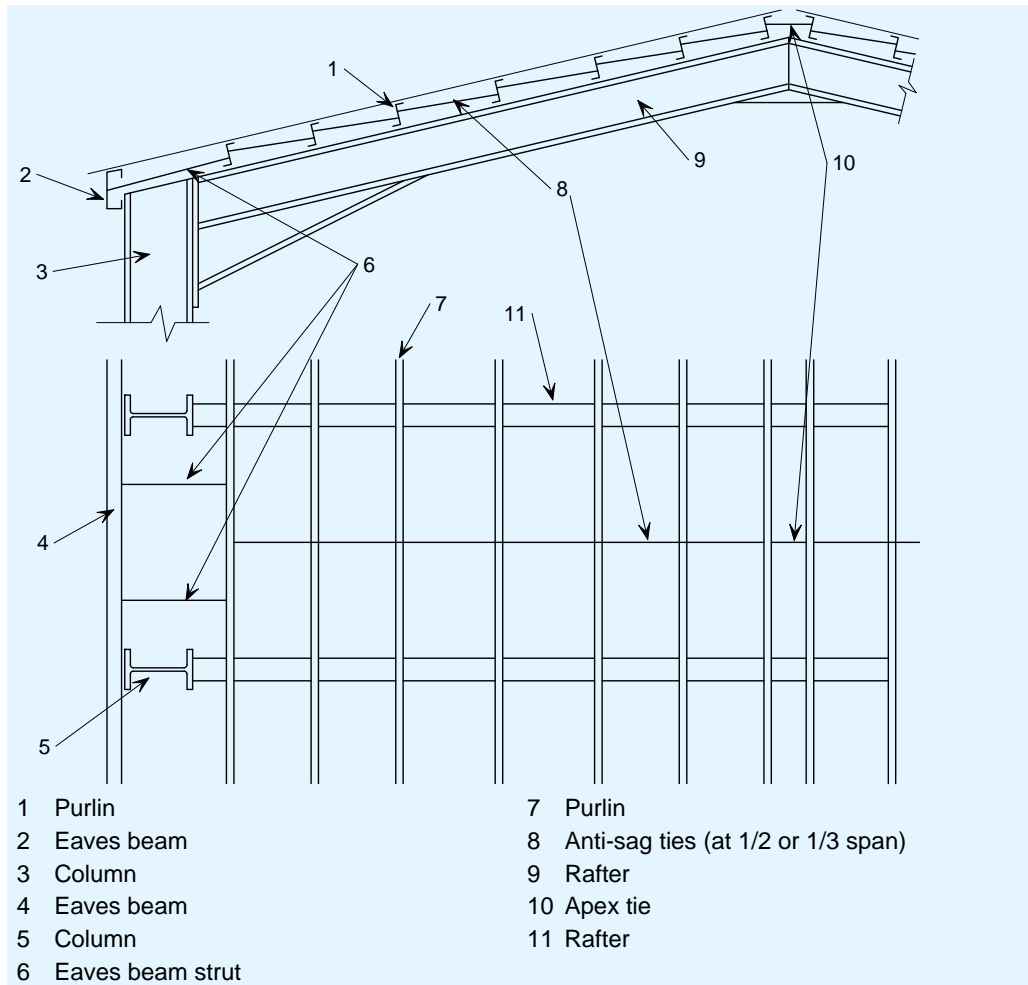 1
2
3
6
8
9
10
7
11
4
5
1 Purlin
2 Eaves beam
3 Column
4 Eaves beam
5 Column
6 Eaves beam strut
7 Purlin
8 Anti-sag ties (at 1/2 or 1/3 span)
9 Rafter
10 Apex tie
11 Rafter